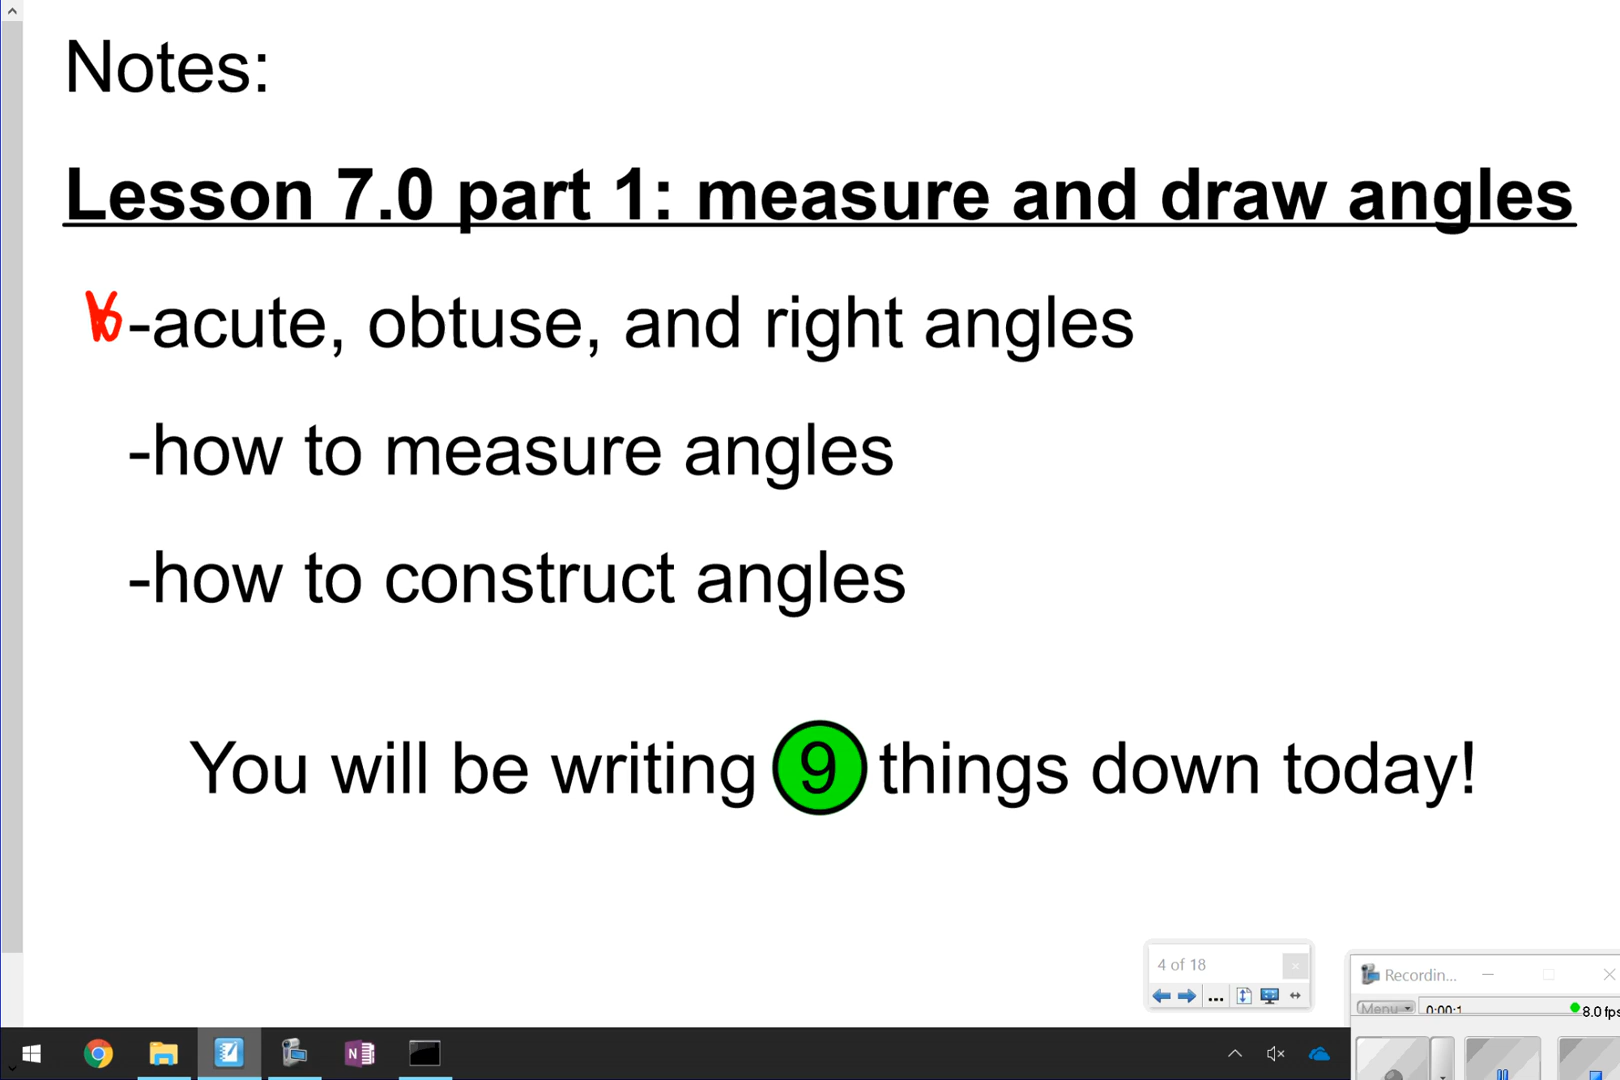 Notes:
Lesson 7.0 part 1: measure and draw angles
-acute, obtuse, and right angles
-how to measure angles
-how to construct angles
You will be writing 9 things down today!
4 of 18
Recordin...
Menu
0:00:1
8.0 fps
N